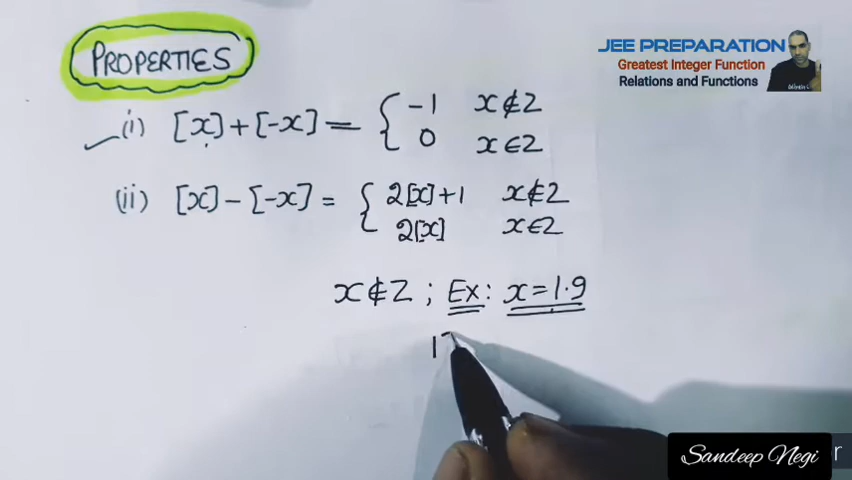 PROPERTIES
JEE PREPARATION
Greatest Integer Function
Relations and Functions
(i) [x] + [-x] = { -1 x∉Z
0 x∈Z
(ii) [x] - [-x] = { 2[x]+1 x∉Z
2[x] x∈Z
x∉Z ; Ex: x = 1.9
1
Sandeep Negi
r